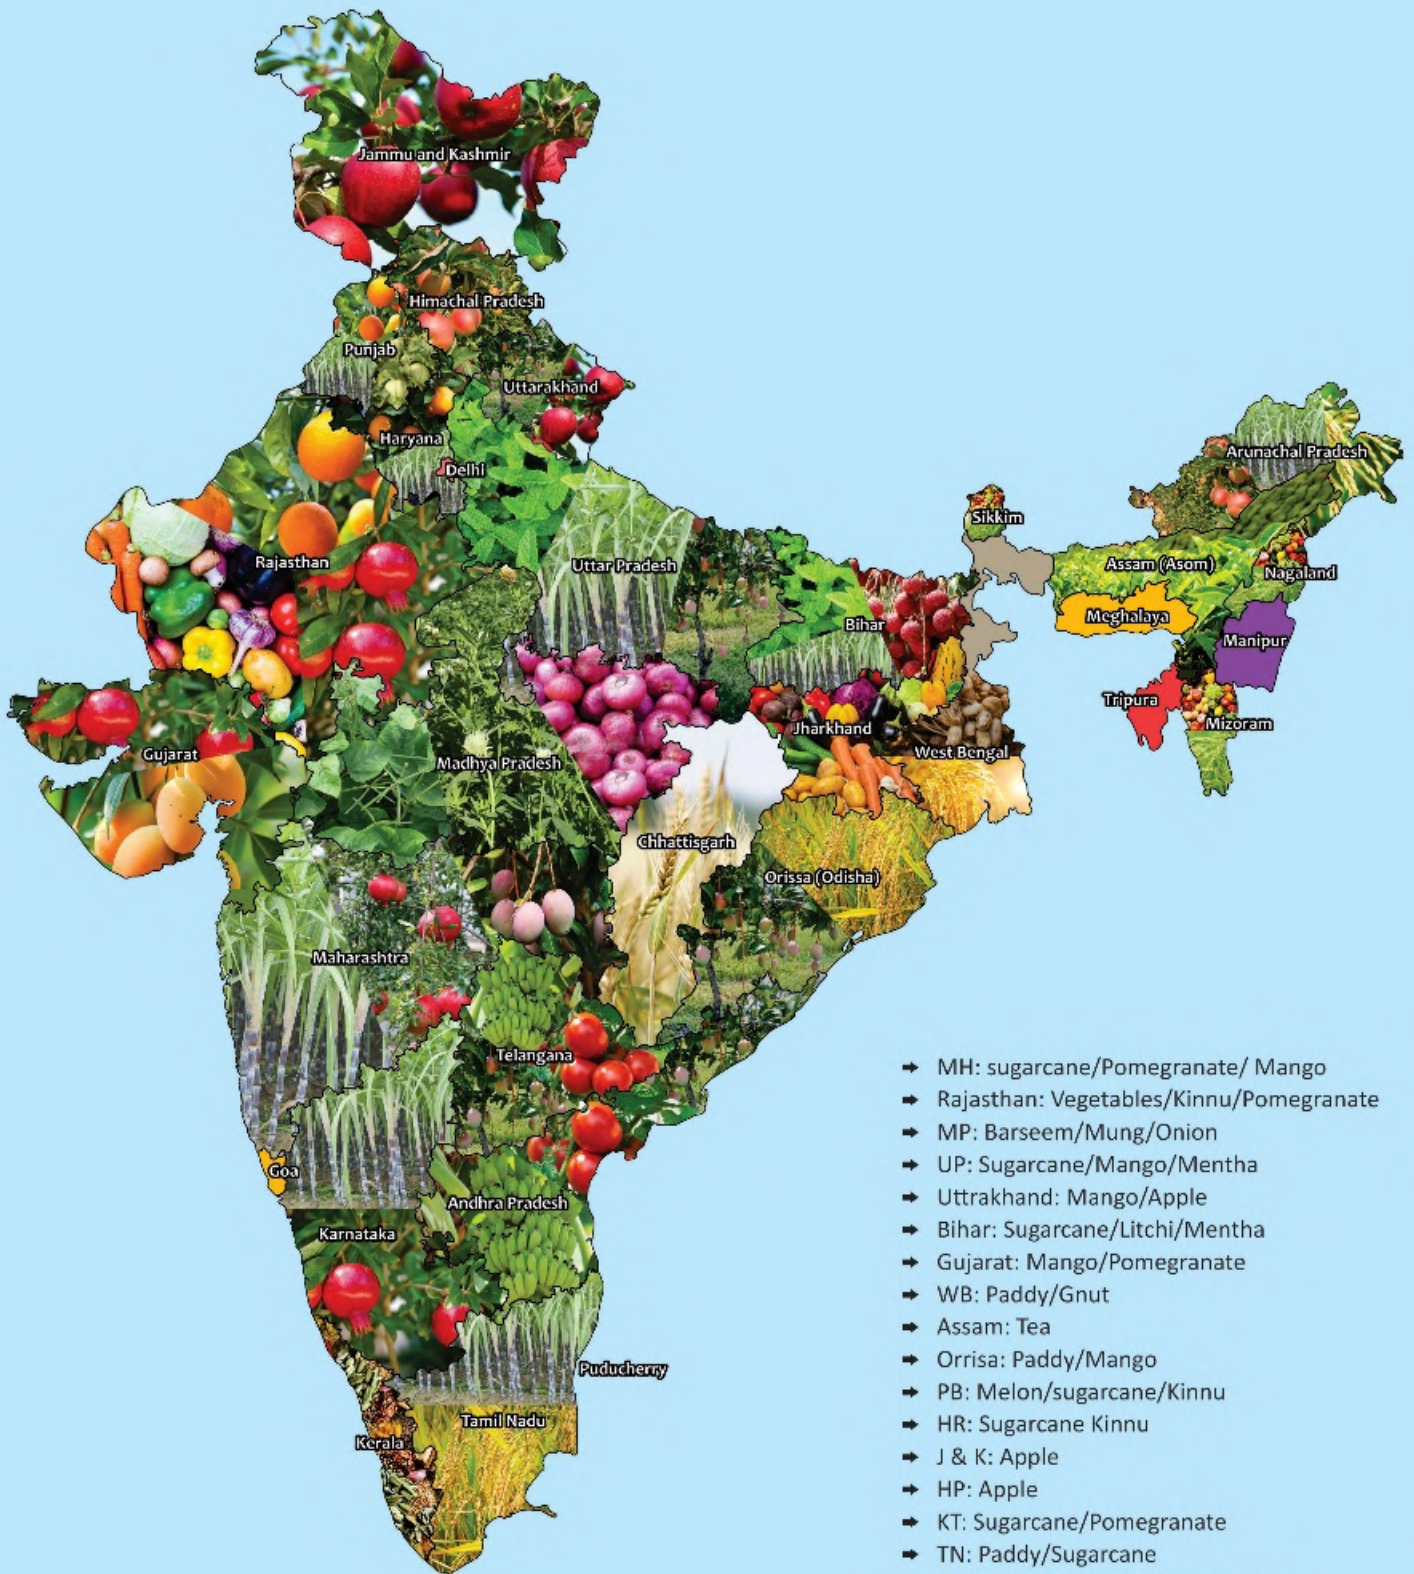 Jammu and Kashmir
Himachal Pradesh
Punjab
Uttarakhand
Haryana
Delhi
Arunachal Pradesh
Sikkim
Rajasthan
Uttar Pradesh
Assam (Asom)
Nagaland
Meghalaya
Bihar
Manipur
Tripura
Mizoram
Jharkhand
West Bengal
Gujarat
Madhya Pradesh
Chhattisgarh
Orissa (Odisha)
Maharashtra
Telangana
Goa
Andhra Pradesh
Karnataka
Puducherry
Tamil Nadu
Kerala
➔ MH: sugarcane/Pomegranate/ Mango
➔ Rajasthan: Vegetables/Kinnu/Pomegranate
➔ MP: Barseem/Mung/Onion
➔ UP: Sugarcane/Mango/Mentha
➔ Uttrakhand: Mango/Apple
➔ Bihar: Sugarcane/Litchi/Mentha
➔ Gujarat: Mango/Pomegranate
➔ WB: Paddy/Gnut
➔ Assam: Tea
➔ Orrisa: Paddy/Mango
➔ PB: Melon/sugarcane/Kinnu
➔ HR: Sugarcane Kinnu
➔ J & K: Apple
➔ HP: Apple
➔ KT: Sugarcane/Pomegranate
➔ TN: Paddy/Sugarcane